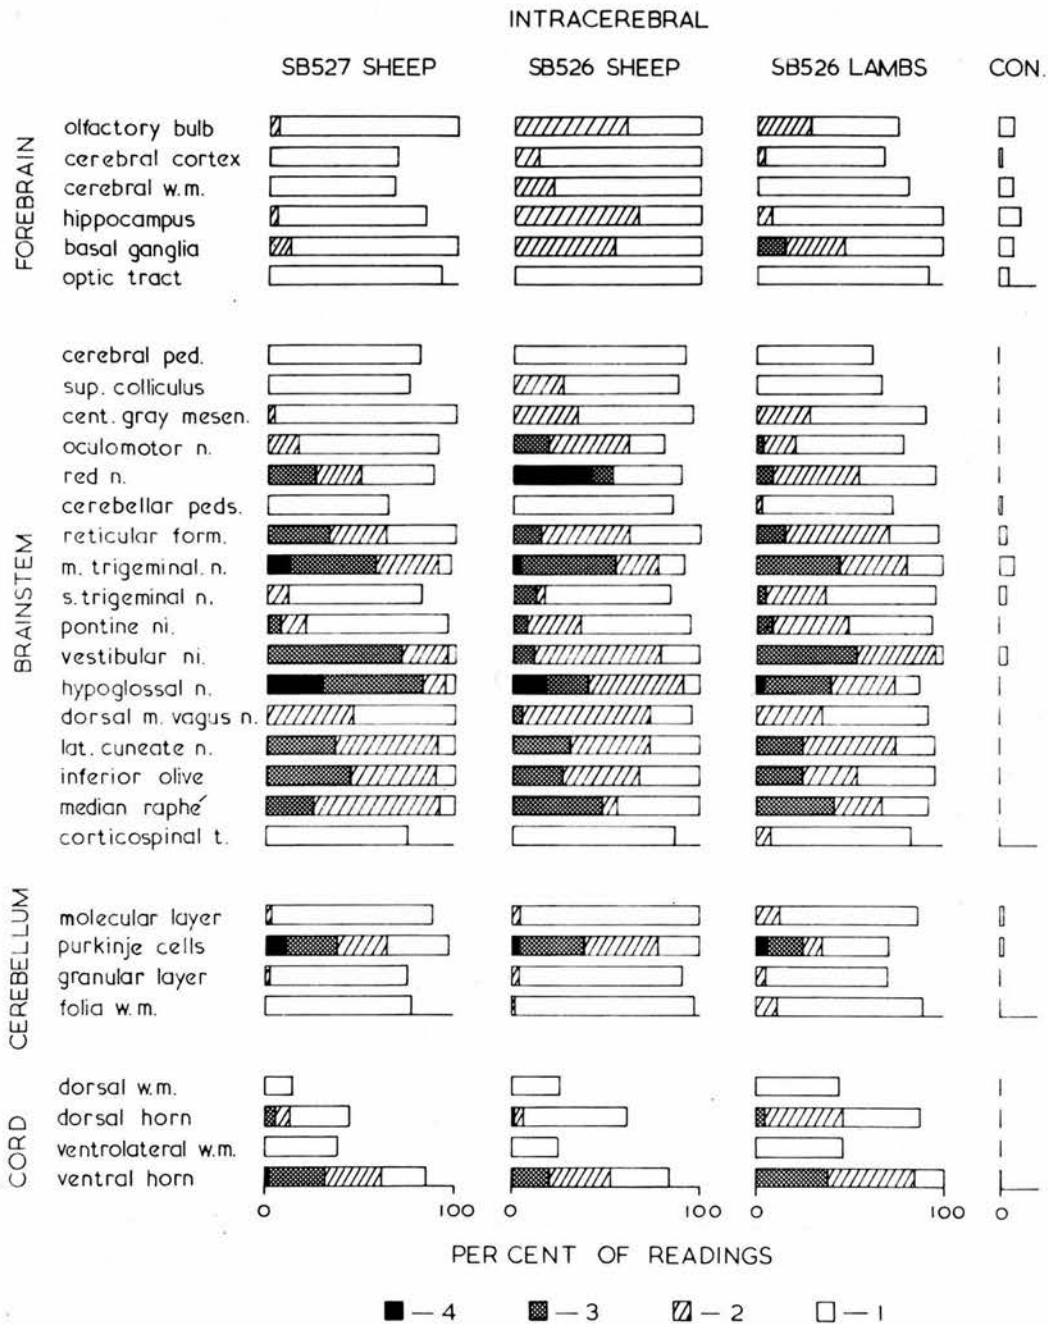 INTRACEREBRAL
SB527 SHEEP SB526 SHEEP SB526 LAMBS CON.
FOREBRAIN
olfactory bulb
cerebral cortex
cerebral w.m.
hippocampus
basal ganglia
optic tract
BRAINSTEM
cerebral ped.
sup. colliculus
cent. gray mesen.
oculomotor n.
red n.
cerebellar peds.
reticular form.
m. trigeminal. n.
s. trigeminal n.
pontine ni.
vestibular ni.
hypoglossal n.
dorsal m. vagus n.
lat. cuneate n.
inferior olive
median raphé
corticospinal t.
CEREBELLUM
molecular layer
purkinje cells
granular layer
folia w.m.
CORD
dorsal w.m.
dorsal horn
ventrolateral w.m.
ventral horn
0 100 0 100 0 100 0
PER CENT OF READINGS
— 4 — 3 — 2 — 1